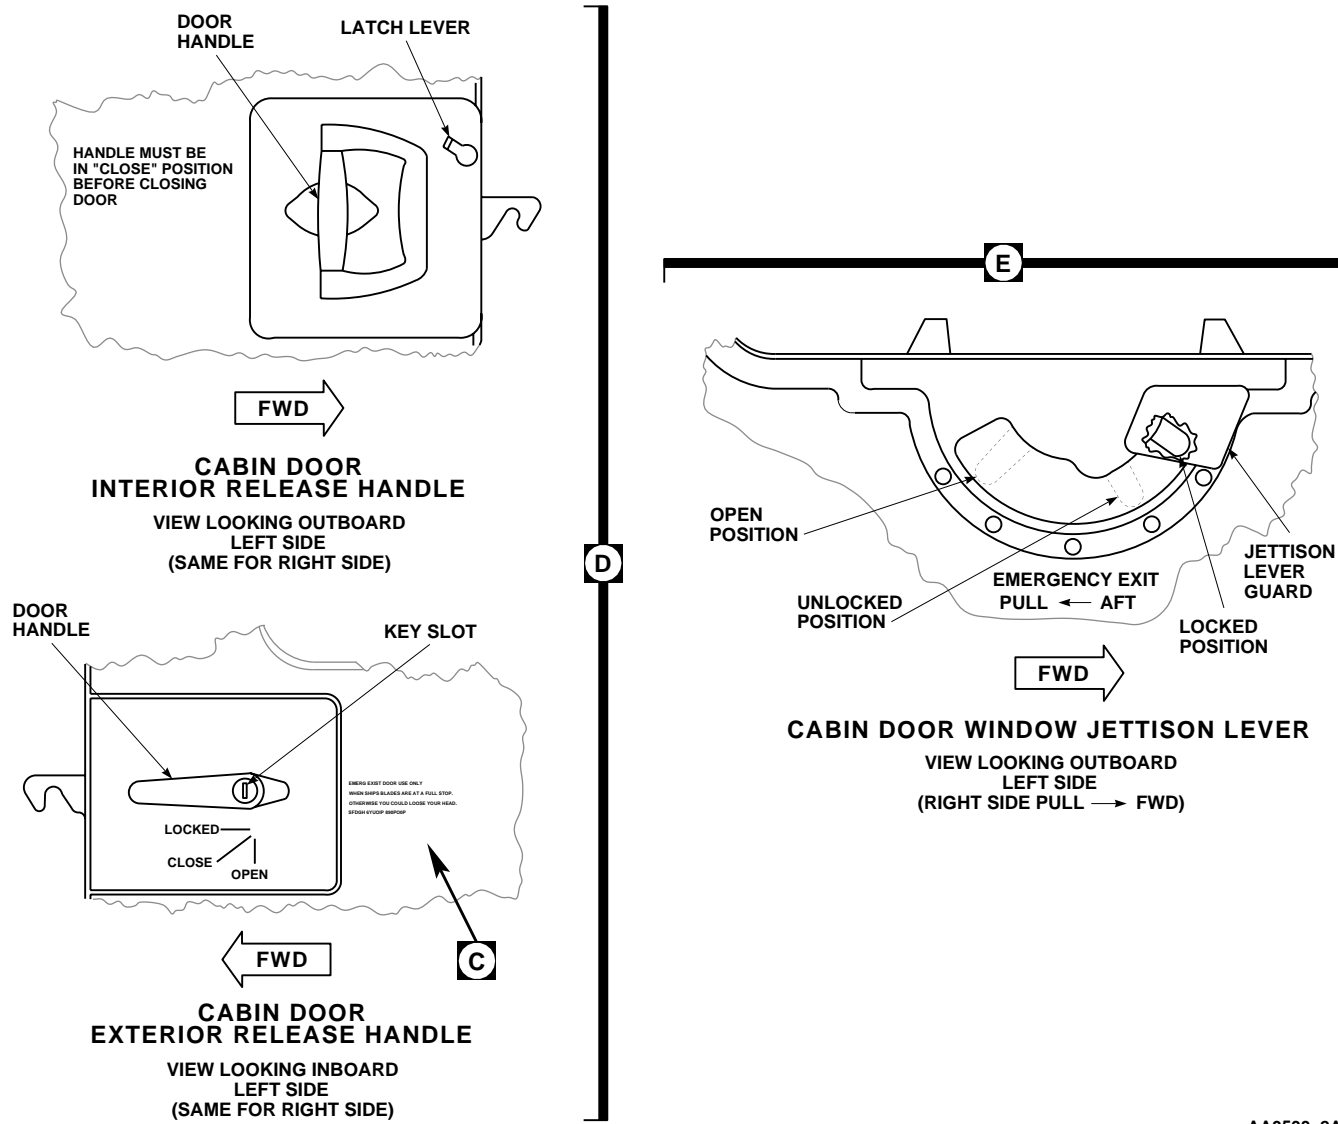 DOOR
HANDLE
LATCH LEVER
HANDLE MUST BE
IN "CLOSE" POSITION
BEFORE CLOSING
DOOR
FWD
CABIN DOOR
INTERIOR RELEASE HANDLE
VIEW LOOKING OUTBOARD
LEFT SIDE
(SAME FOR RIGHT SIDE)
DOOR
HANDLE
KEY SLOT
EMERG EXIST DOOR USE ONLY
WHEN SHIPS BLADES ARE AT A FULL STOP.
OTHERWISE YOU COULD LOOSE YOUR HEAD.
LOCKED
CLOSE
OPEN
C
FWD
CABIN DOOR
EXTERIOR RELEASE HANDLE
VIEW LOOKING INBOARD
LEFT SIDE
(SAME FOR RIGHT SIDE)
D
E
OPEN
POSITION
UNLOCKED
POSITION
EMERGENCY EXIT
PULL ← AFT
JETTISON
LEVER
GUARD
LOCKED
POSITION
FWD
CABIN DOOR WINDOW JETTISON LEVER
VIEW LOOKING OUTBOARD
LEFT SIDE
(RIGHT SIDE PULL → FWD)